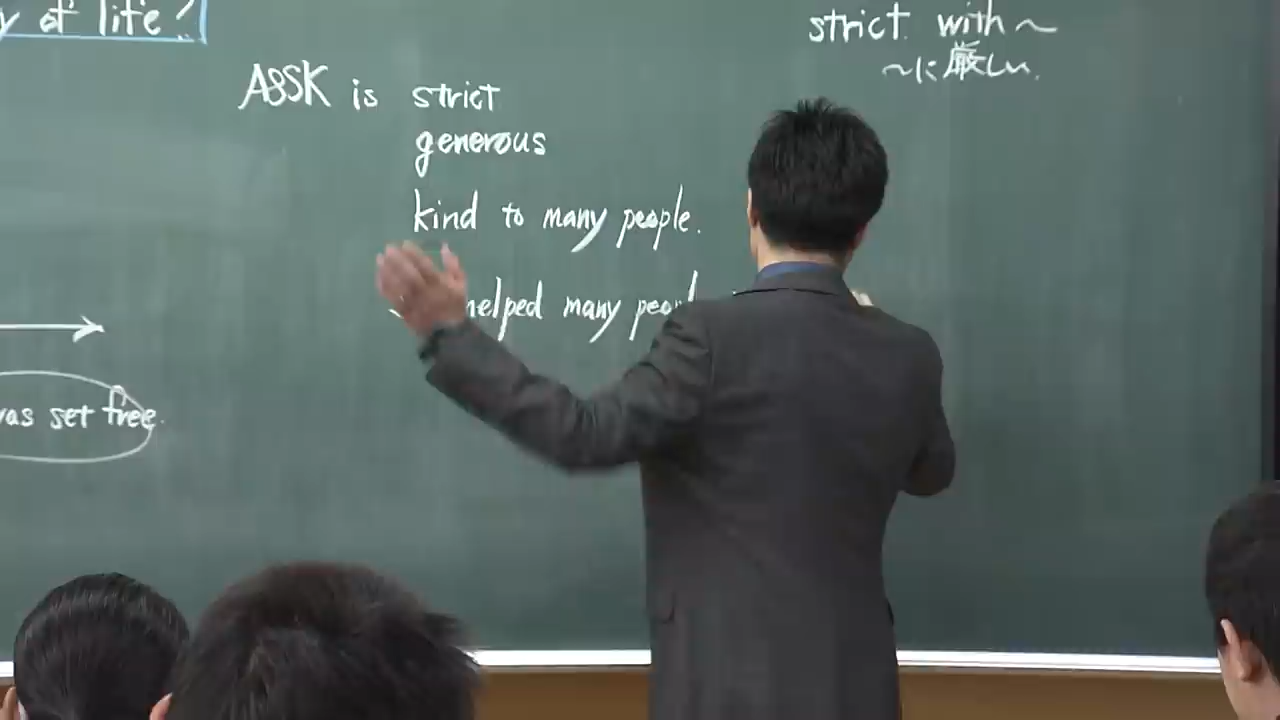 of life?
ASSK is strict
generous
kind to many people.
helped many
was set free.
strict with ~
~に厳しい.